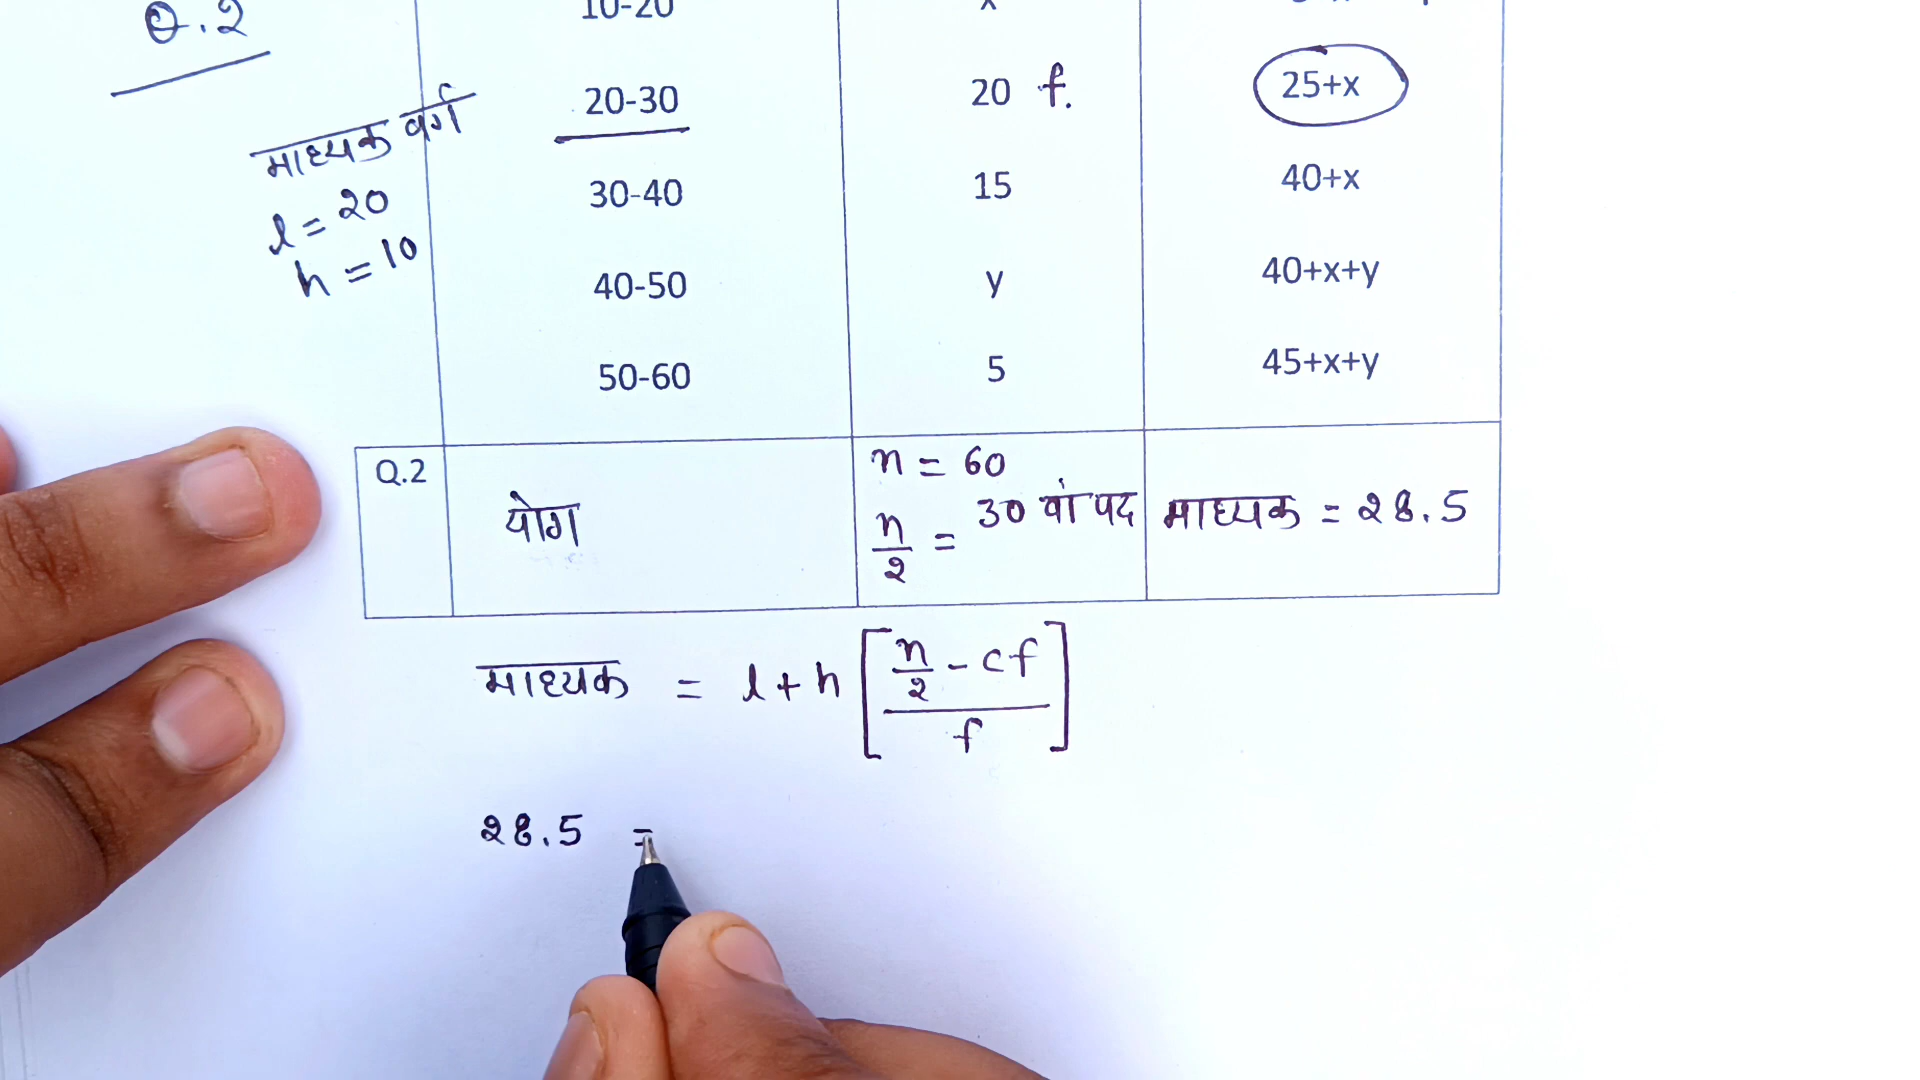 Q.2
10-20 x
20-30 20 f. 25+x
माध्यक वर्ग
l = 20
h = 10
30-40 15 40+x
40-50 y 40+x+y
50-60 5 45+x+y
Q.2 योग n = 60
n/2 = 30 वां पद माध्यक = 28.5
माध्यक = l + h [ (n/2 - cf) / f ]
28.5 =